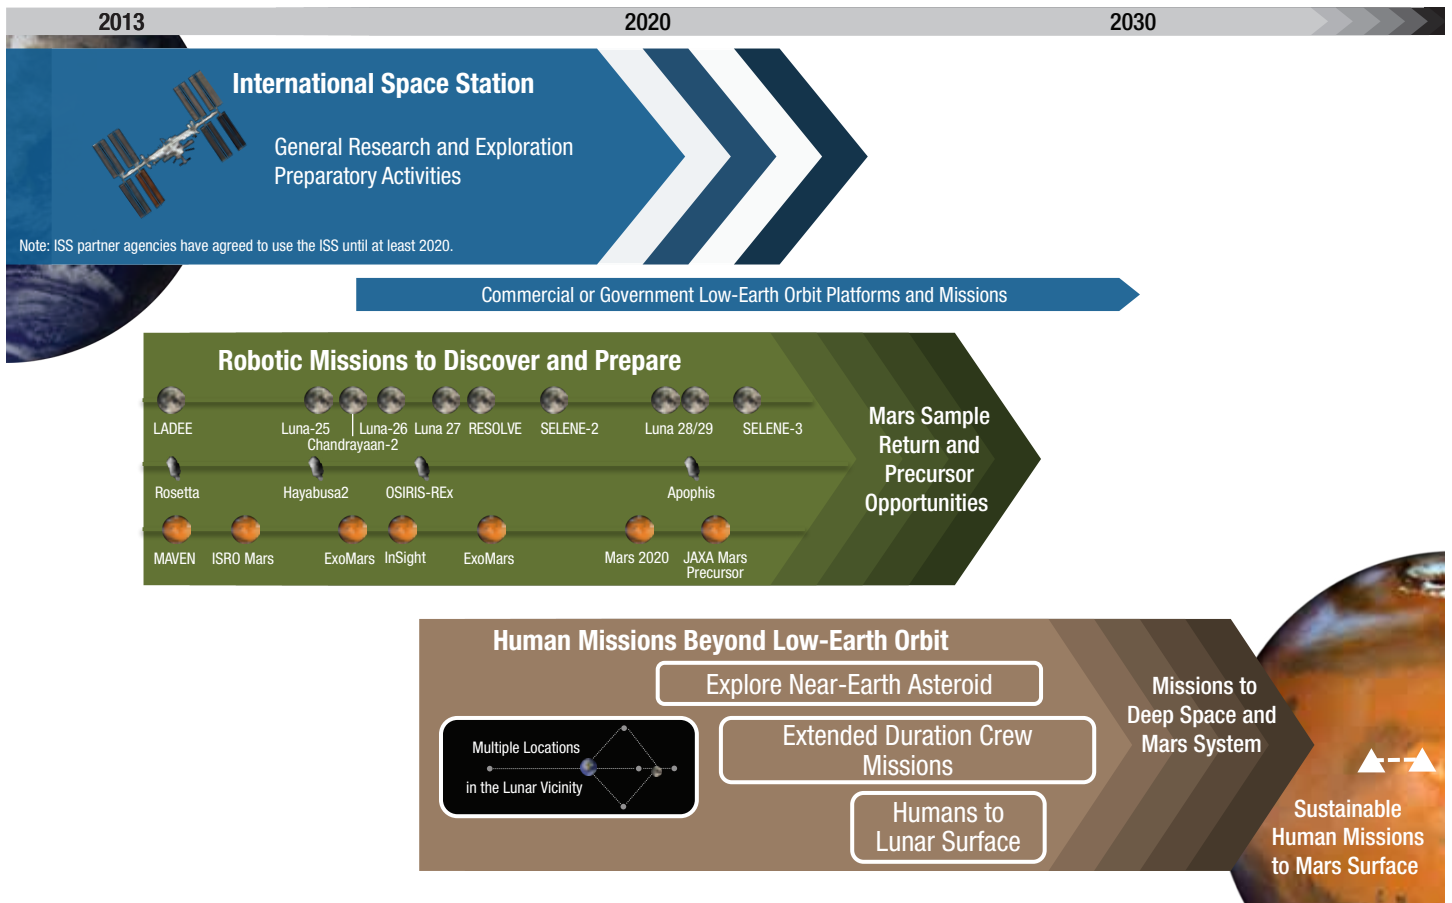 2013 2020 2030
International Space Station
General Research and Exploration
Preparatory Activities
Note: ISS partner agencies have agreed to use the ISS until at least 2020.
Commercial or Government Low-Earth Orbit Platforms and Missions
Robotic Missions to Discover and Prepare
LADEE Luna-25 Luna-26 Luna 27 RESOLVE SELENE-2 Luna 28/29 SELENE-3
Chandrayaan-2
Rosetta Hayabusa2 OSIRIS-REx Apophis
MAVEN ISRO Mars ExoMars InSight ExoMars Mars 2020 JAXA Mars
Precursor
Mars Sample
Return and
Precursor
Opportunities
Human Missions Beyond Low-Earth Orbit
Explore Near-Earth Asteroid
Multiple Locations
in the Lunar Vicinity
Extended Duration Crew
Missions
Humans to
Lunar Surface
Missions to
Deep Space and
Mars System
Sustainable
Human Missions
to Mars Surface